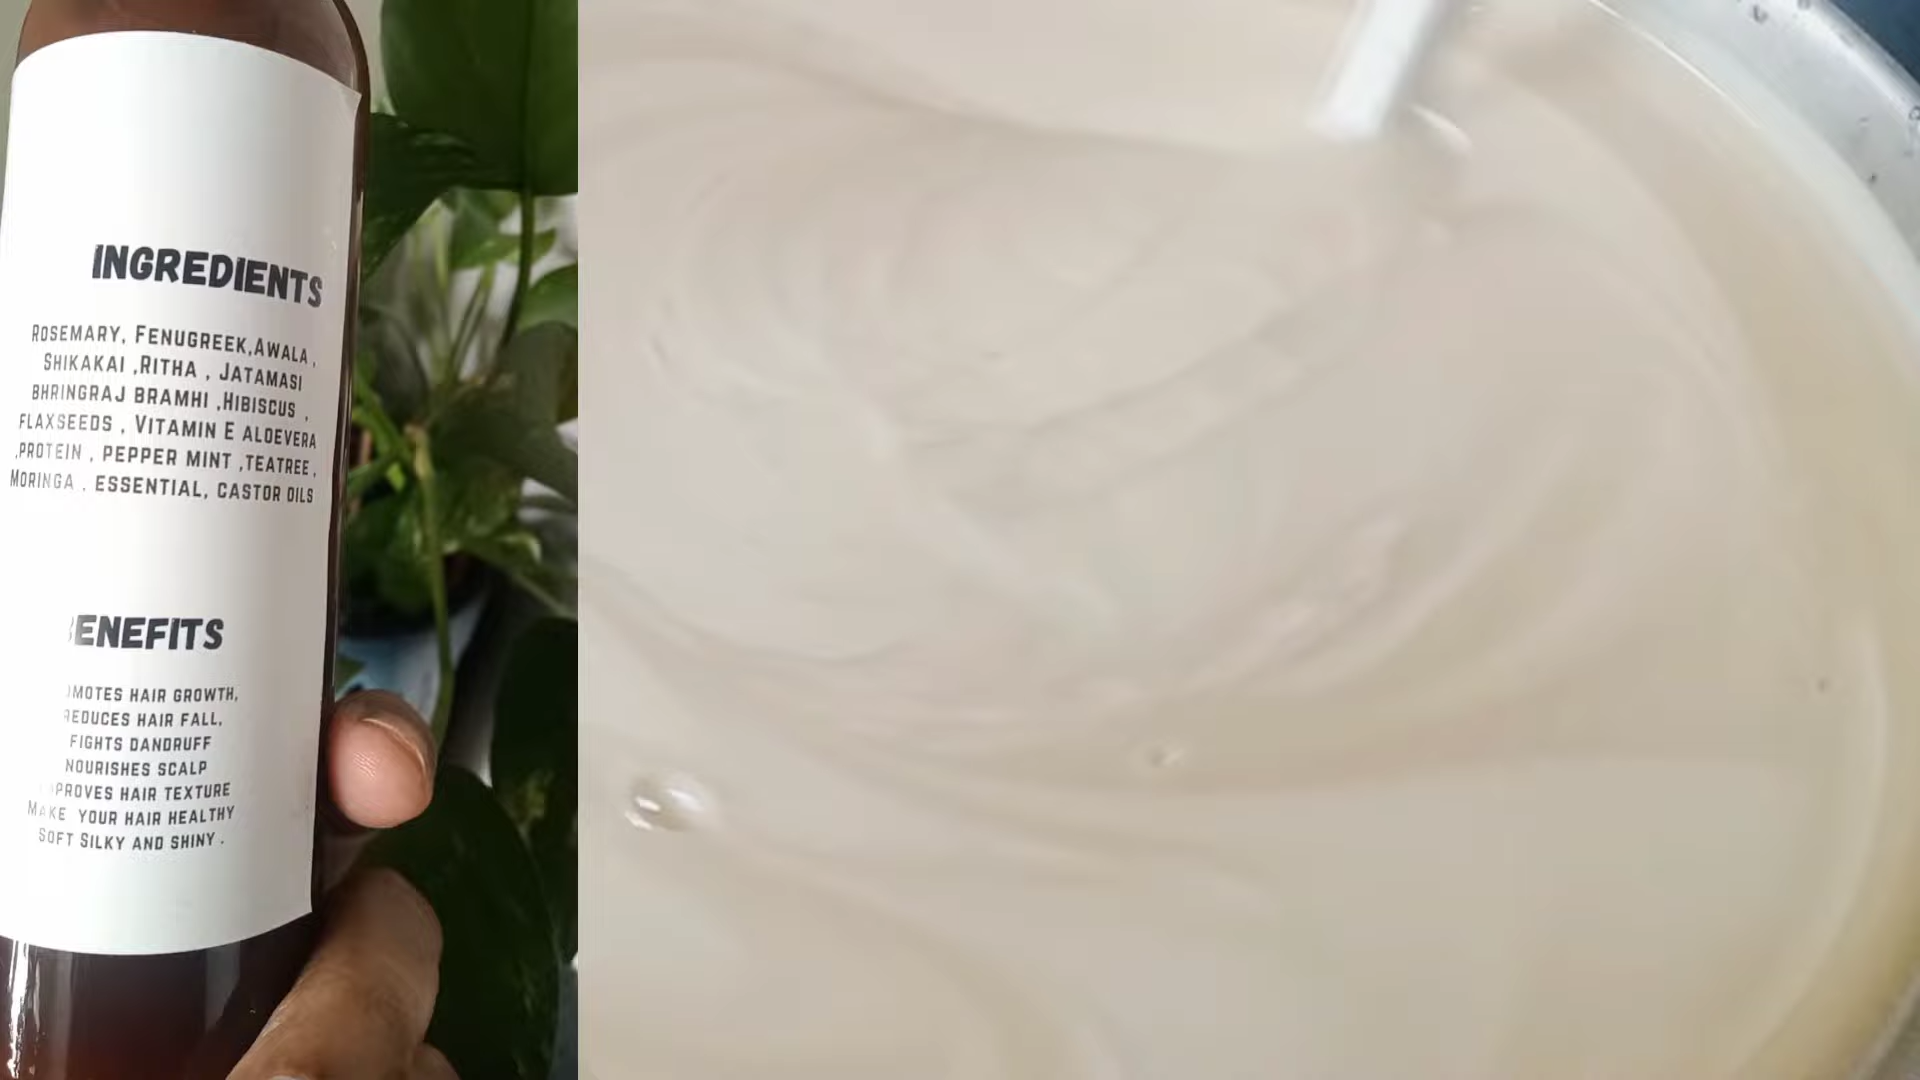 INGREDIENTS
ROSEMARY, FENUGREEK,AWALA ,
SHIKAKAI ,RITHA , JATAMASI
BHRINGRAJ BRAMHI ,HIBISCUS ,
FLAXSEEDS , VITAMIN E ALOEVERA
,PROTEIN , PEPPER MINT ,TEATREE ,
MORINGA , ESSENTIAL, CASTOR OILS
ENEFITS
MOTES HAIR GROWTH,
REDUCES HAIR FALL,
FIGHTS DANDRUFF
NOURISHES SCALP
PROVES HAIR TEXTURE
MAKE YOUR HAIR HEALTHY
SOFT SILKY AND SHINY .